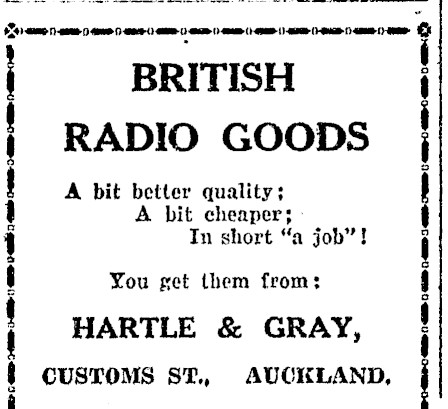 BRITISH
RADIO GOODS
A bit better quality;
A bit cheaper;
In short "a job"!
You get them from:
HARTLE & GRAY,
CUSTOMS ST., AUCKLAND.